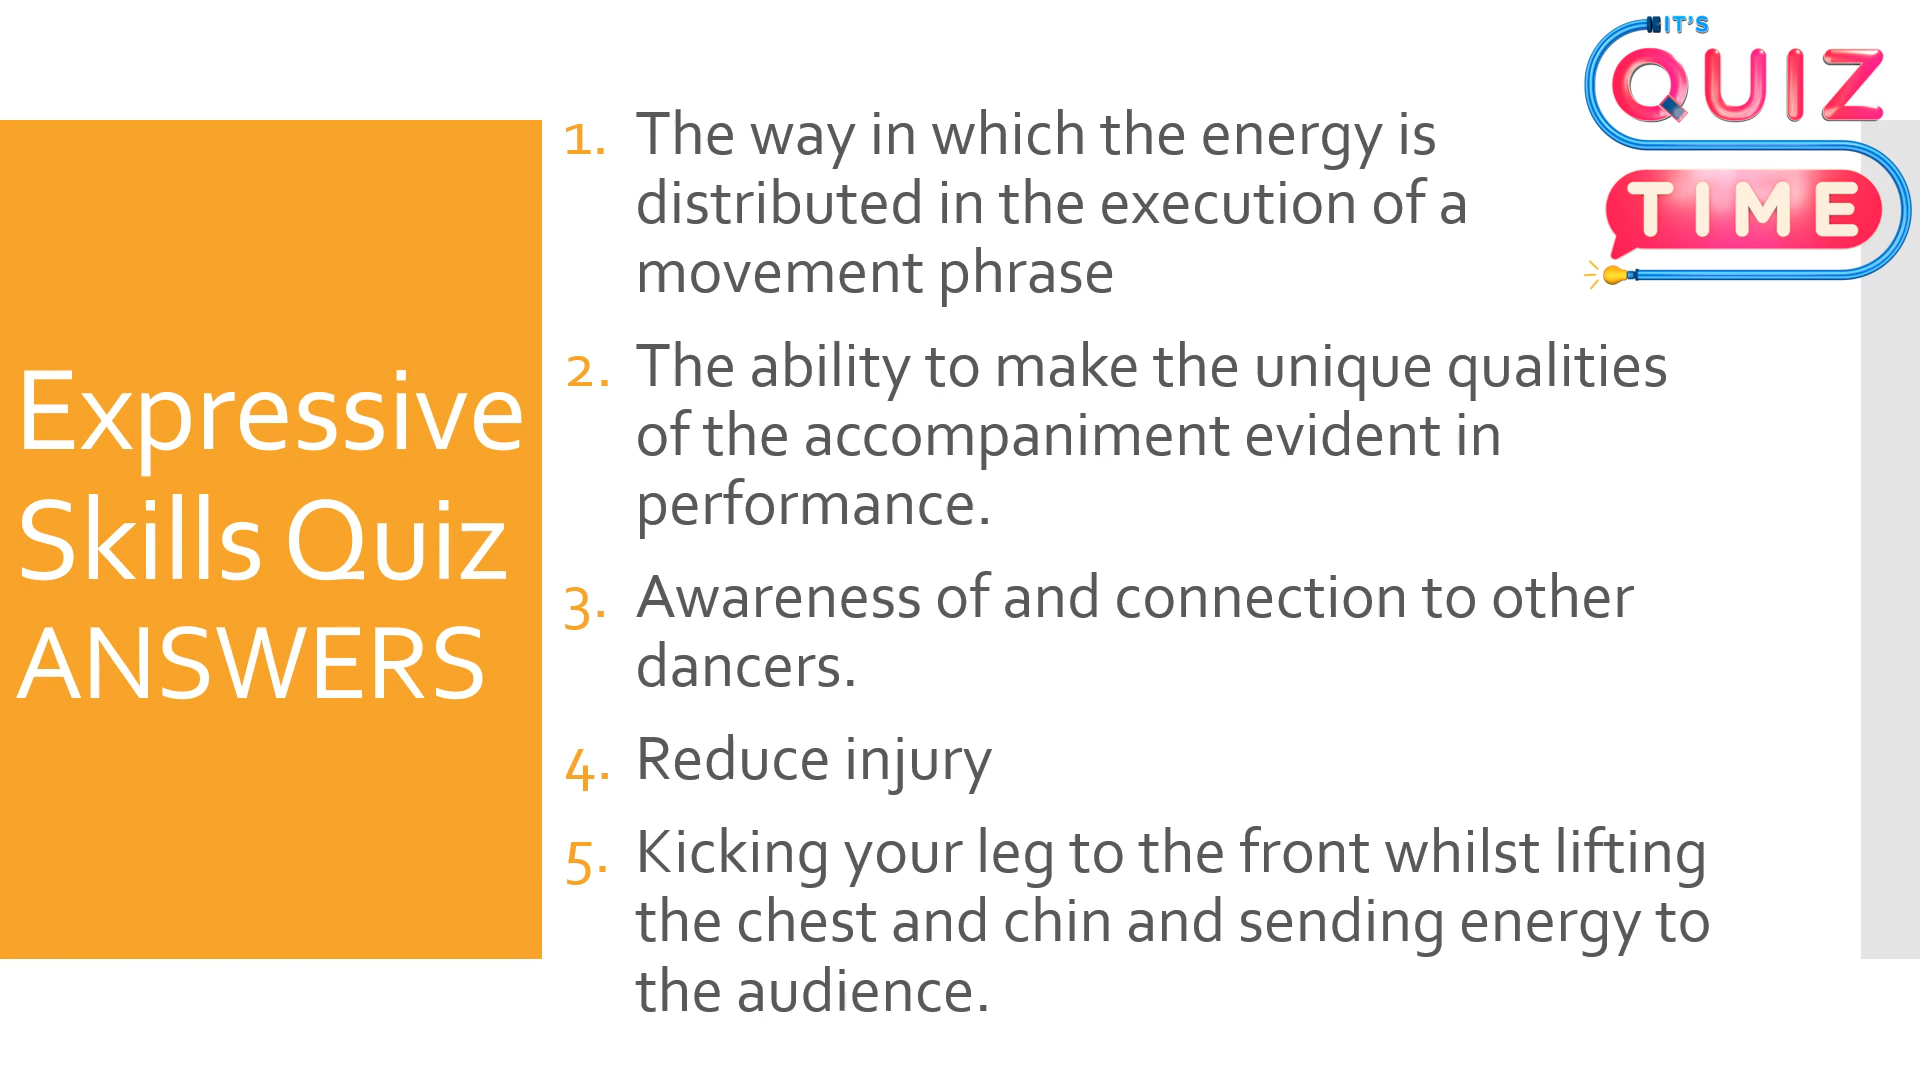 IT'S
QUIZ
TIME
Expressive
Skills Quiz
ANSWERS
1. The way in which the energy is
distributed in the execution of a
movement phrase
2. The ability to make the unique qualities
of the accompaniment evident in
performance.
3. Awareness of and connection to other
dancers.
4. Reduce injury
5. Kicking your leg to the front whilst lifting
the chest and chin and sending energy to
the audience.